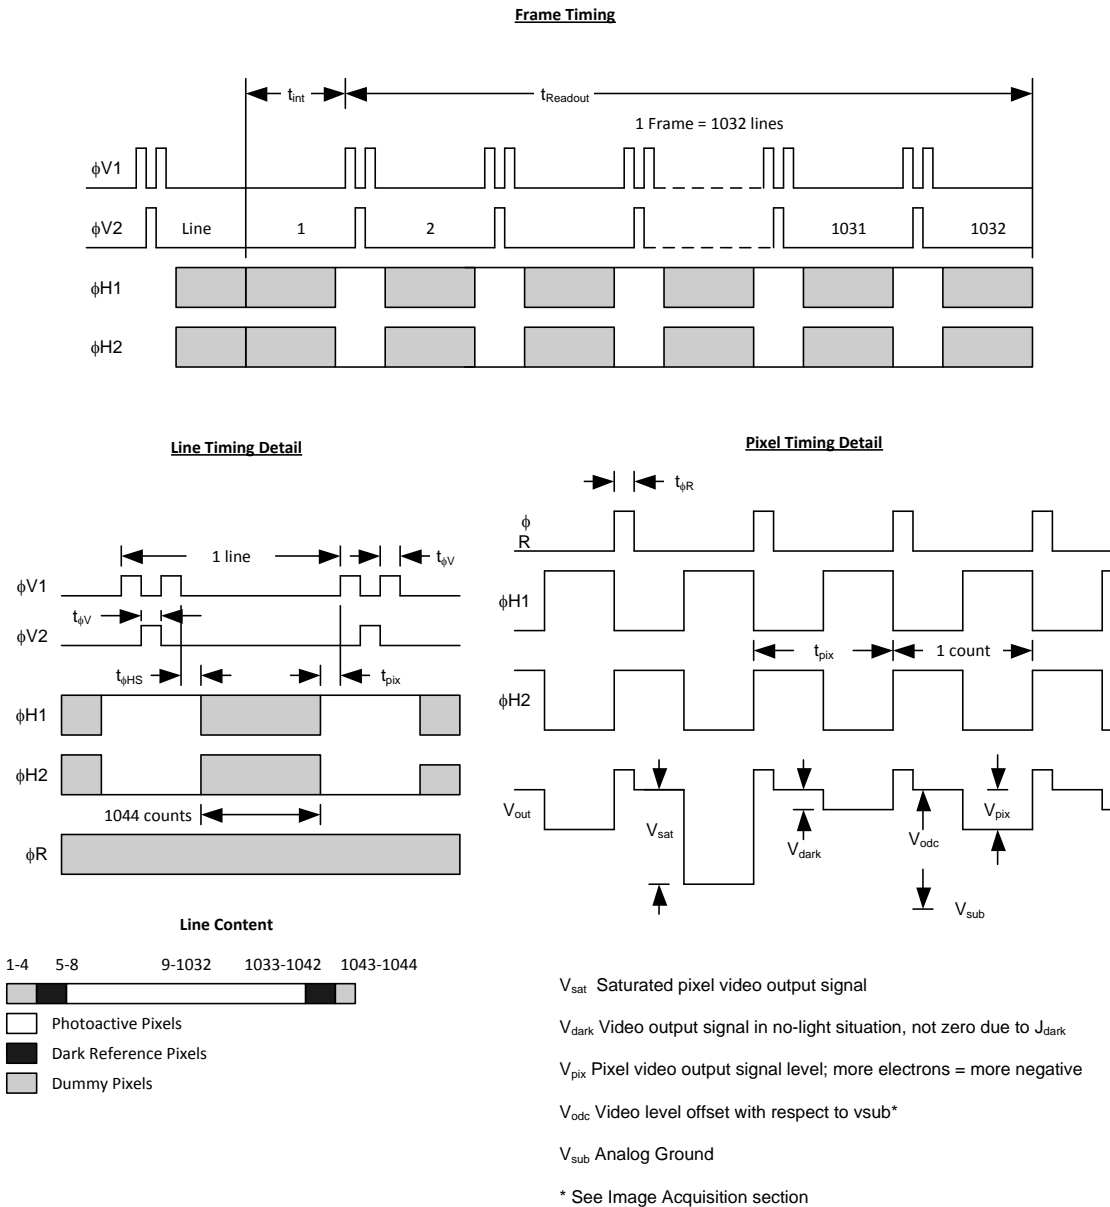 Frame Timing
tint
tReadout
1 Frame = 1032 lines
ϕV1
ϕV2
Line
1
2
1031
1032
ϕH1
ϕH2
Line Timing Detail
1 line
tϕV
ϕV1
tϕV
ϕV2
tϕHS
tpix
ϕH1
ϕH2
1044 counts
ϕR
Pixel Timing Detail
tϕR
ϕ
R
ϕH1
tpix
1 count
ϕH2
Vout
Vsat
Vdark
Vodc
Vpix
Vsub
Line Content
1-4 5-8 9-1032 1033-1042 1043-1044
Photoactive Pixels
Dark Reference Pixels
Dummy Pixels
Vsat Saturated pixel video output signal
Vdark Video output signal in no-light situation, not zero due to Jdark
Vpix Pixel video output signal level; more electrons = more negative
Vodc Video level offset with respect to vsub*
Vsub Analog Ground
* See Image Acquisition section